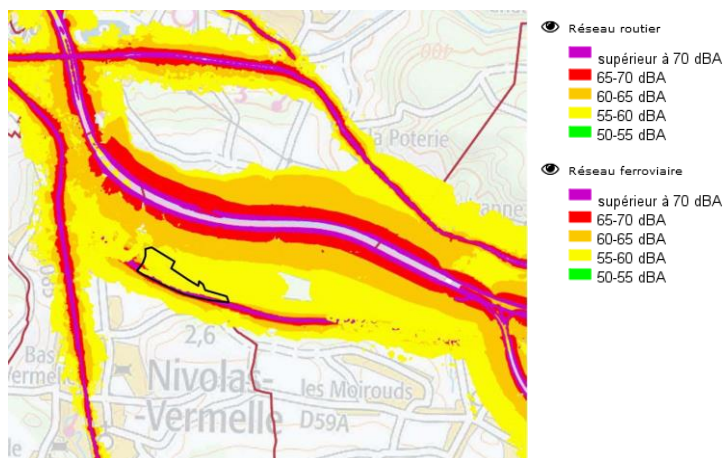 Réseau routier
supérieur à 70 dBA
65-70 dBA
60-65 dBA
55-60 dBA
50-55 dBA
Réseau ferroviaire
supérieur à 70 dBA
65-70 dBA
60-65 dBA
55-60 dBA
50-55 dBA
400
la Poterie
2,6
Bas
Nivolas-
les Moirouds
-Vermelle
D59A